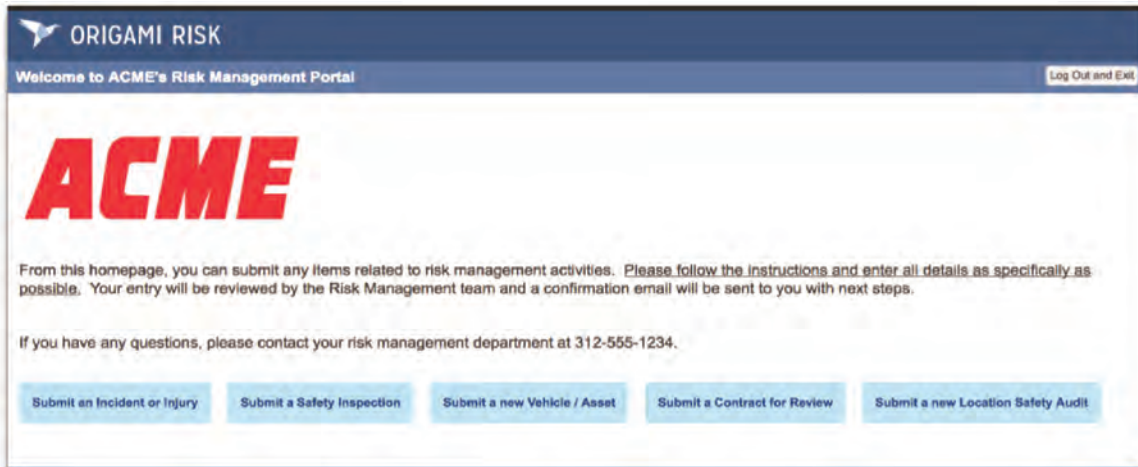 ORIGAMI RISK
Welcome to ACME's Risk Management Portal
Log Out and Exit
ACME
From this homepage, you can submit any items related to risk management activities. Please follow the instructions and enter all details as specifically as
possible. Your entry will be reviewed by the Risk Management team and a confirmation email will be sent to you with next steps.
If you have any questions, please contact your risk management department at 312-555-1234.
Submit an Incident or Injury
Submit a Safety Inspection
Submit a new Vehicle / Asset
Submit a Contract for Review
Submit a new Location Safety Audit